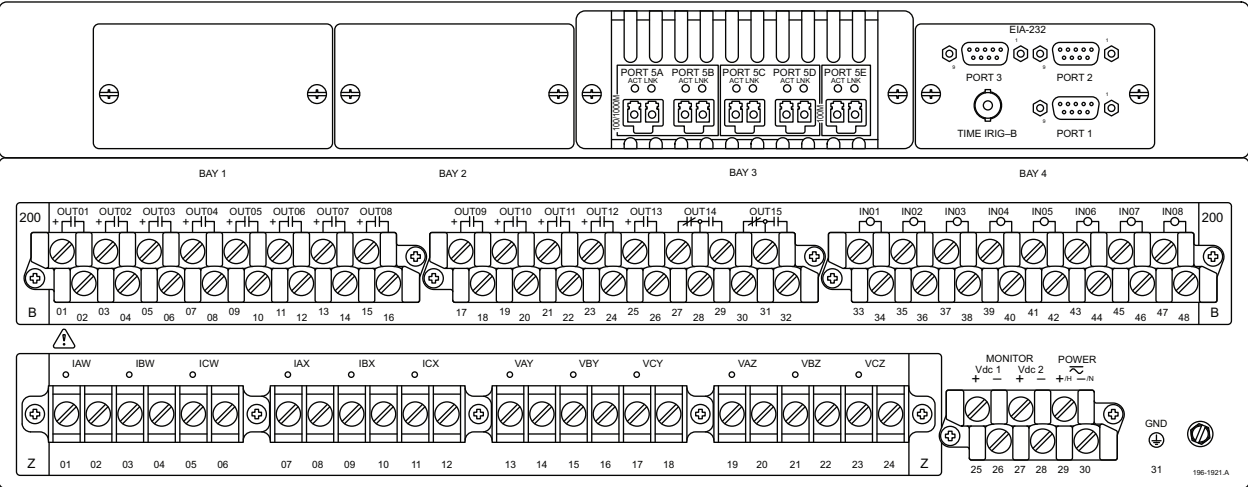 EIA-232
1 1
PORT 5A PORT 5B PORT 5C PORT 5D PORT 5E
ACT LNK ACT LNK ACT LNK ACT LNK ACT LNK
9 9
PORT 3 PORT 2
100/1000M 100M
1
9
TIME IRIG–B PORT 1
BAY 1 BAY 2 BAY 3 BAY 4
200 OUT01 OUT02 OUT03 OUT04 OUT05 OUT06 OUT07 OUT08 OUT09 OUT10 OUT11 OUT12 OUT13 OUT14 OUT15 IN01 IN02 IN03 IN04 IN05 IN06 IN07 IN08 200
+ + + + + + + + + + + + +
B 01 02 03 04 05 06 07 08 09 10 11 12 13 14 15 16 17 18 19 20 21 22 23 24 25 26 27 28 29 30 31 32 33 34 35 36 37 38 39 40 41 42 43 44 45 46 47 48 B
!
IAW IBW ICW IAX IBX ICX VAY VBY VCY VAZ VBZ VCZ
MONITOR POWER
Vdc 1 Vdc 2
+ – + – +/H –/N
GND
Z 01 02 03 04 05 06 07 08 09 10 11 12 13 14 15 16 17 18 19 20 21 22 23 24 Z
25 26 27 28 29 30 31
196-1921.A